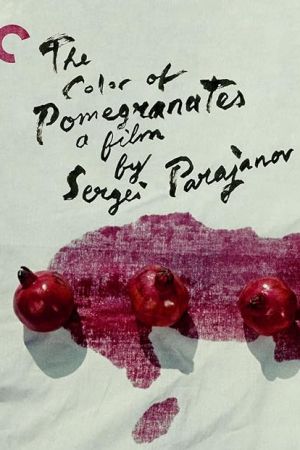 The
Color of
Pomegranates
a film
by
Sergei Parajanov